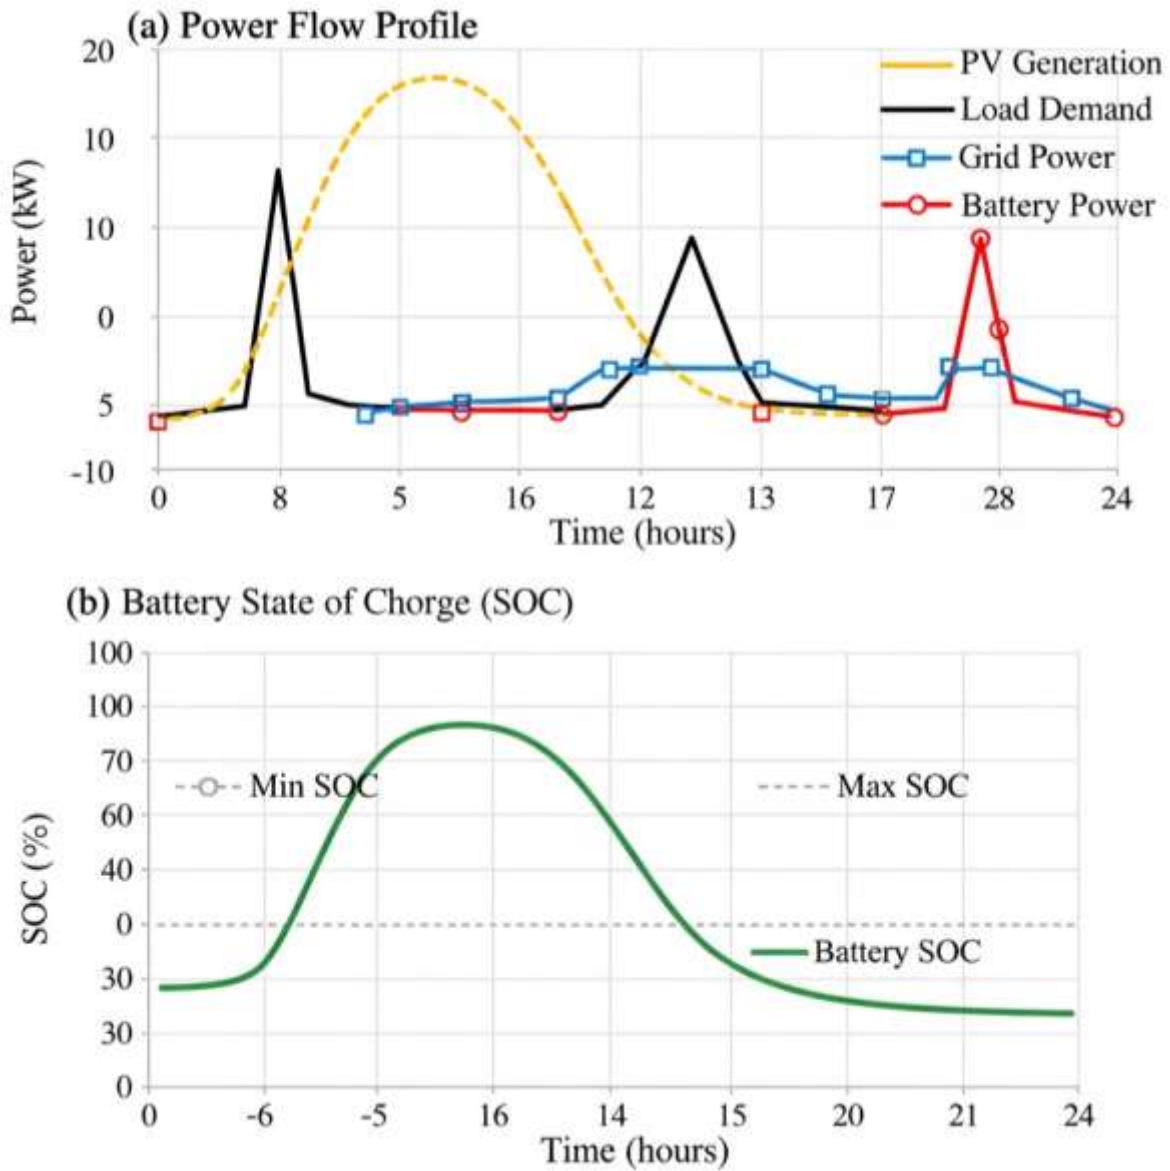 (a) Power Flow Profile
20
10
10
0
5
-10
Power (kW)
PV Generation
Load Demand
Grid Power
Battery Power
0 8 5 16 12 13 17 28 24
Time (hours)
(b) Battery State of Chorge (SOC)
100
100
70
60
40
0
30
30
0
SOC (%)
Min SOC
Max SOC
Battery SOC
0 -6 -5 16 14 15 20 21 24
Time (hours)